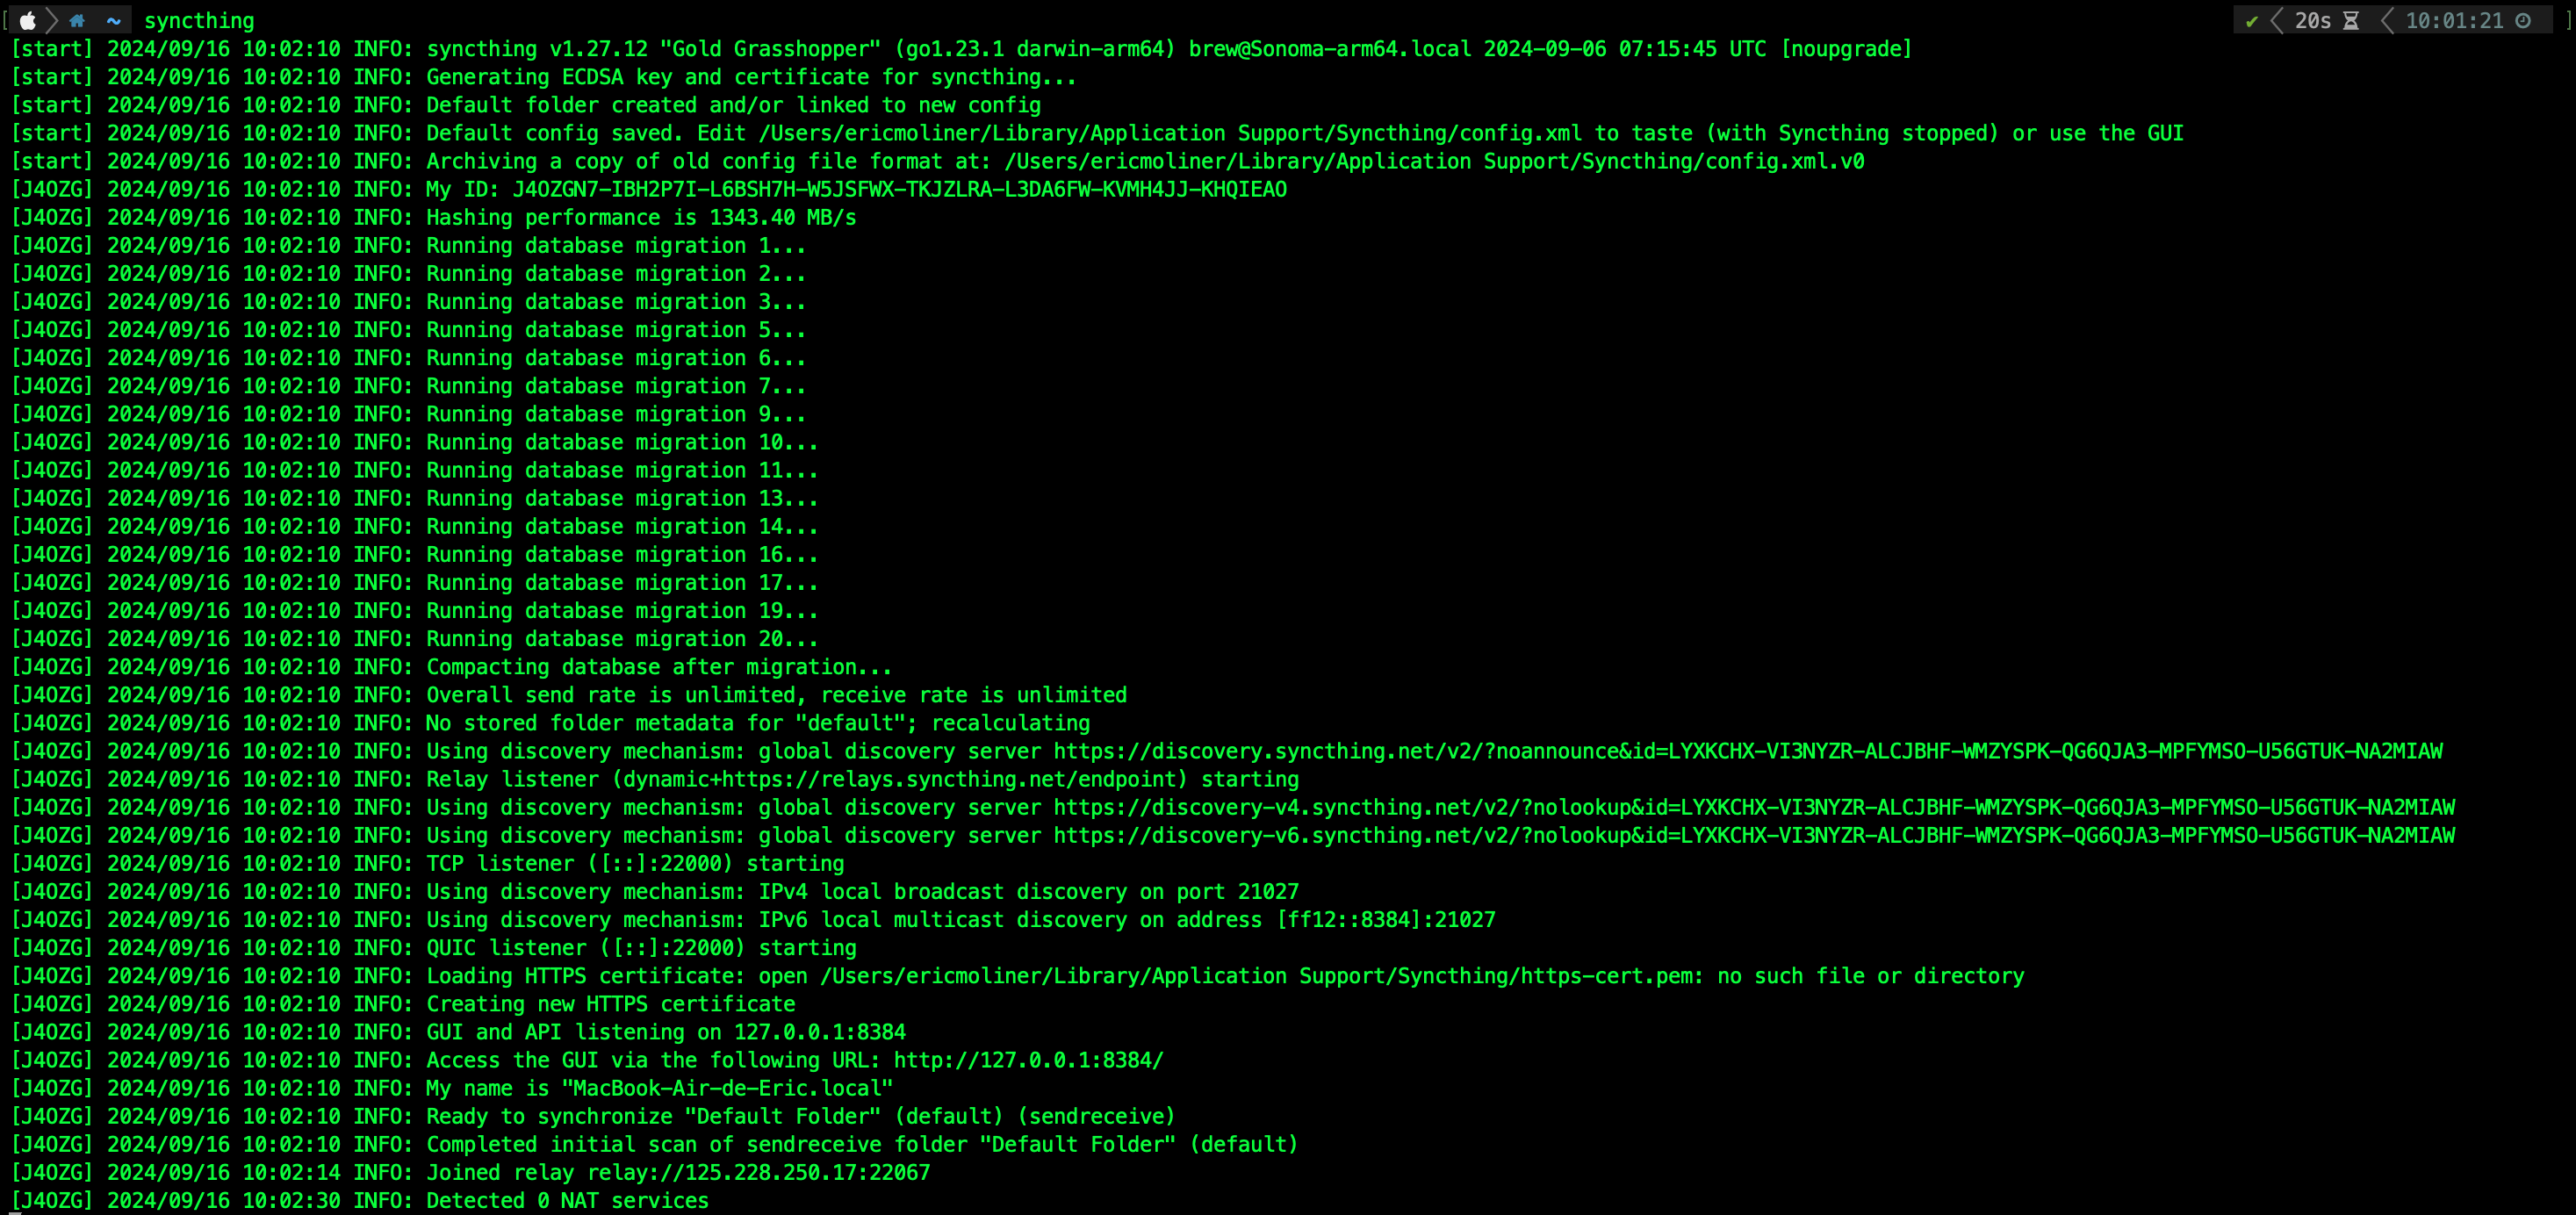 [ ~ syncthing ✔ 20s 10:01:21 ]
[start] 2024/09/16 10:02:10 INFO: syncthing v1.27.12 "Gold Grasshopper" (go1.23.1 darwin-arm64) brew@Sonoma-arm64.local 2024-09-06 07:15:45 UTC [noupgrade]
[start] 2024/09/16 10:02:10 INFO: Generating ECDSA key and certificate for syncthing...
[start] 2024/09/16 10:02:10 INFO: Default folder created and/or linked to new config
[start] 2024/09/16 10:02:10 INFO: Default config saved. Edit /Users/ericmoliner/Library/Application Support/Syncthing/config.xml to taste (with Syncthing stopped) or use the GUI
[start] 2024/09/16 10:02:10 INFO: Archiving a copy of old config file format at: /Users/ericmoliner/Library/Application Support/Syncthing/config.xml.v0
[J4OZG] 2024/09/16 10:02:10 INFO: My ID: J4OZGN7-IBH2P7I-L6BSH7H-W5JSFWX-TKJZLRA-L3DA6FW-KVMH4JJ-KHQIEAO
[J4OZG] 2024/09/16 10:02:10 INFO: Hashing performance is 1343.40 MB/s
[J4OZG] 2024/09/16 10:02:10 INFO: Running database migration 1...
[J4OZG] 2024/09/16 10:02:10 INFO: Running database migration 2...
[J4OZG] 2024/09/16 10:02:10 INFO: Running database migration 3...
[J4OZG] 2024/09/16 10:02:10 INFO: Running database migration 5...
[J4OZG] 2024/09/16 10:02:10 INFO: Running database migration 6...
[J4OZG] 2024/09/16 10:02:10 INFO: Running database migration 7...
[J4OZG] 2024/09/16 10:02:10 INFO: Running database migration 9...
[J4OZG] 2024/09/16 10:02:10 INFO: Running database migration 10...
[J4OZG] 2024/09/16 10:02:10 INFO: Running database migration 11...
[J4OZG] 2024/09/16 10:02:10 INFO: Running database migration 13...
[J4OZG] 2024/09/16 10:02:10 INFO: Running database migration 14...
[J4OZG] 2024/09/16 10:02:10 INFO: Running database migration 16...
[J4OZG] 2024/09/16 10:02:10 INFO: Running database migration 17...
[J4OZG] 2024/09/16 10:02:10 INFO: Running database migration 19...
[J4OZG] 2024/09/16 10:02:10 INFO: Running database migration 20...
[J4OZG] 2024/09/16 10:02:10 INFO: Compacting database after migration...
[J4OZG] 2024/09/16 10:02:10 INFO: Overall send rate is unlimited, receive rate is unlimited
[J4OZG] 2024/09/16 10:02:10 INFO: No stored folder metadata for "default"; recalculating
[J4OZG] 2024/09/16 10:02:10 INFO: Using discovery mechanism: global discovery server https://discovery.syncthing.net/v2/?noannounce&id=LYXKCHX-VI3NYZR-ALCJBHF-WMZYSPK-QG6QJA3-MPFYMSO-U56GTUK-NA2MIAW
[J4OZG] 2024/09/16 10:02:10 INFO: Relay listener (dynamic+https://relays.syncthing.net/endpoint) starting
[J4OZG] 2024/09/16 10:02:10 INFO: Using discovery mechanism: global discovery server https://discovery-v4.syncthing.net/v2/?nolookup&id=LYXKCHX-VI3NYZR-ALCJBHF-WMZYSPK-QG6QJA3-MPFYMSO-U56GTUK-NA2MIAW
[J4OZG] 2024/09/16 10:02:10 INFO: Using discovery mechanism: global discovery server https://discovery-v6.syncthing.net/v2/?nolookup&id=LYXKCHX-VI3NYZR-ALCJBHF-WMZYSPK-QG6QJA3-MPFYMSO-U56GTUK-NA2MIAW
[J4OZG] 2024/09/16 10:02:10 INFO: TCP listener ([::]:22000) starting
[J4OZG] 2024/09/16 10:02:10 INFO: Using discovery mechanism: IPv4 local broadcast discovery on port 21027
[J4OZG] 2024/09/16 10:02:10 INFO: Using discovery mechanism: IPv6 local multicast discovery on address [ff12::8384]:21027
[J4OZG] 2024/09/16 10:02:10 INFO: QUIC listener ([::]:22000) starting
[J4OZG] 2024/09/16 10:02:10 INFO: Loading HTTPS certificate: open /Users/ericmoliner/Library/Application Support/Syncthing/https-cert.pem: no such file or directory
[J4OZG] 2024/09/16 10:02:10 INFO: Creating new HTTPS certificate
[J4OZG] 2024/09/16 10:02:10 INFO: GUI and API listening on 127.0.0.1:8384
[J4OZG] 2024/09/16 10:02:10 INFO: Access the GUI via the following URL: http://127.0.0.1:8384/
[J4OZG] 2024/09/16 10:02:10 INFO: My name is "MacBook-Air-de-Eric.local"
[J4OZG] 2024/09/16 10:02:10 INFO: Ready to synchronize "Default Folder" (default) (sendreceive)
[J4OZG] 2024/09/16 10:02:10 INFO: Completed initial scan of sendreceive folder "Default Folder" (default)
[J4OZG] 2024/09/16 10:02:14 INFO: Joined relay relay://125.228.250.17:22067
[J4OZG] 2024/09/16 10:02:30 INFO: Detected 0 NAT services